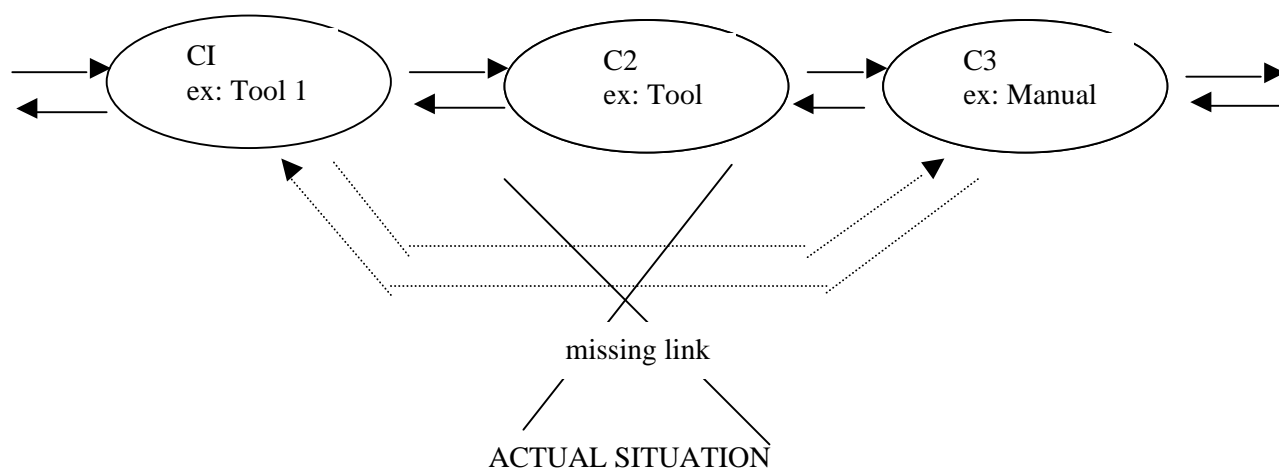 CI
ex: Tool 1
C2
ex: Tool
C3
ex: Manual
missing link
ACTUAL SITUATION